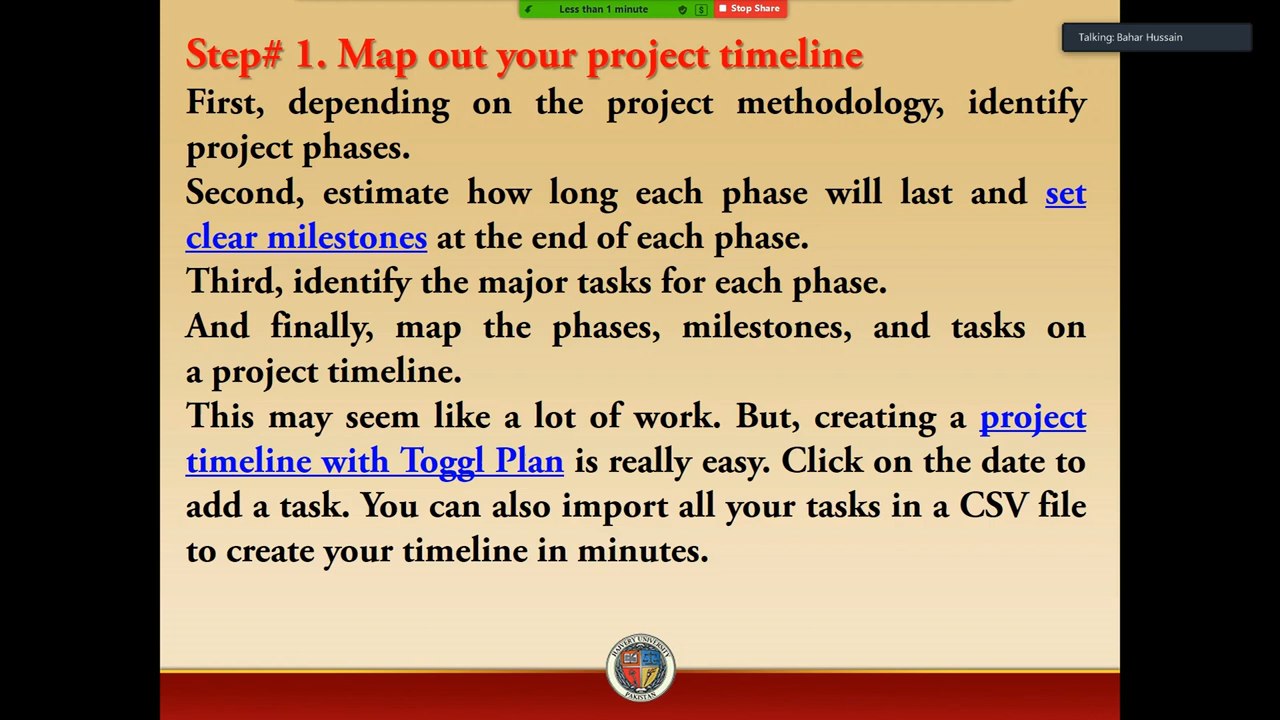 Less than 1 minute
Stop Share
Talking: Bahar Hussain
Step# 1. Map out your project timeline
First, depending on the project methodology, identify
project phases.
Second, estimate how long each phase will last and set
clear milestones at the end of each phase.
Third, identify the major tasks for each phase.
And finally, map the phases, milestones, and tasks on
a project timeline.
This may seem like a lot of work. But, creating a project
timeline with Toggl Plan is really easy. Click on the date to
add a task. You can also import all your tasks in a CSV file
to create your timeline in minutes.
PAKISTAN